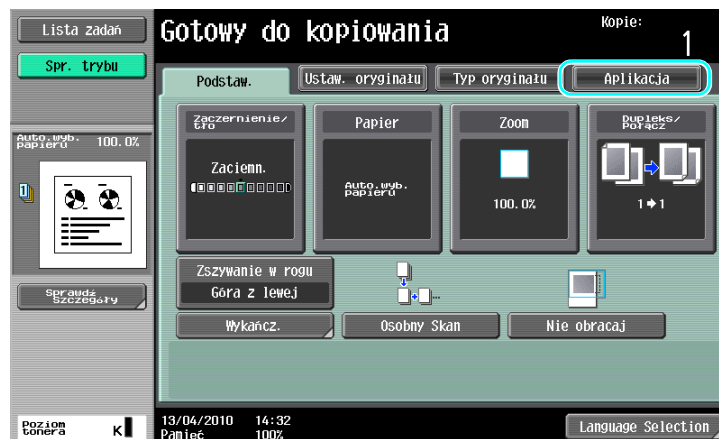 Lista zadań
Gotowy do kopiowania
Kopie:
1
Spr. trybu
Podstaw.
Ustaw. oryginału
Typ oryginału
Aplikacja
Auto.wyb.
papieru
100.0%
Zaczernienie/
tło
Papier
Zoom
Dupleks/
Połącz
Zaciemn.
Auto.wyb.
papieru
100.0%
1➧1
Zszywanie w rogu
Góra z lewej
Sprawdź
Szczegóły
Wykańcz.
Osobny Skan
Nie obracaj
Poziom
tonera
K
13/04/2010 14:32
Pamięć 100%
Language Selection